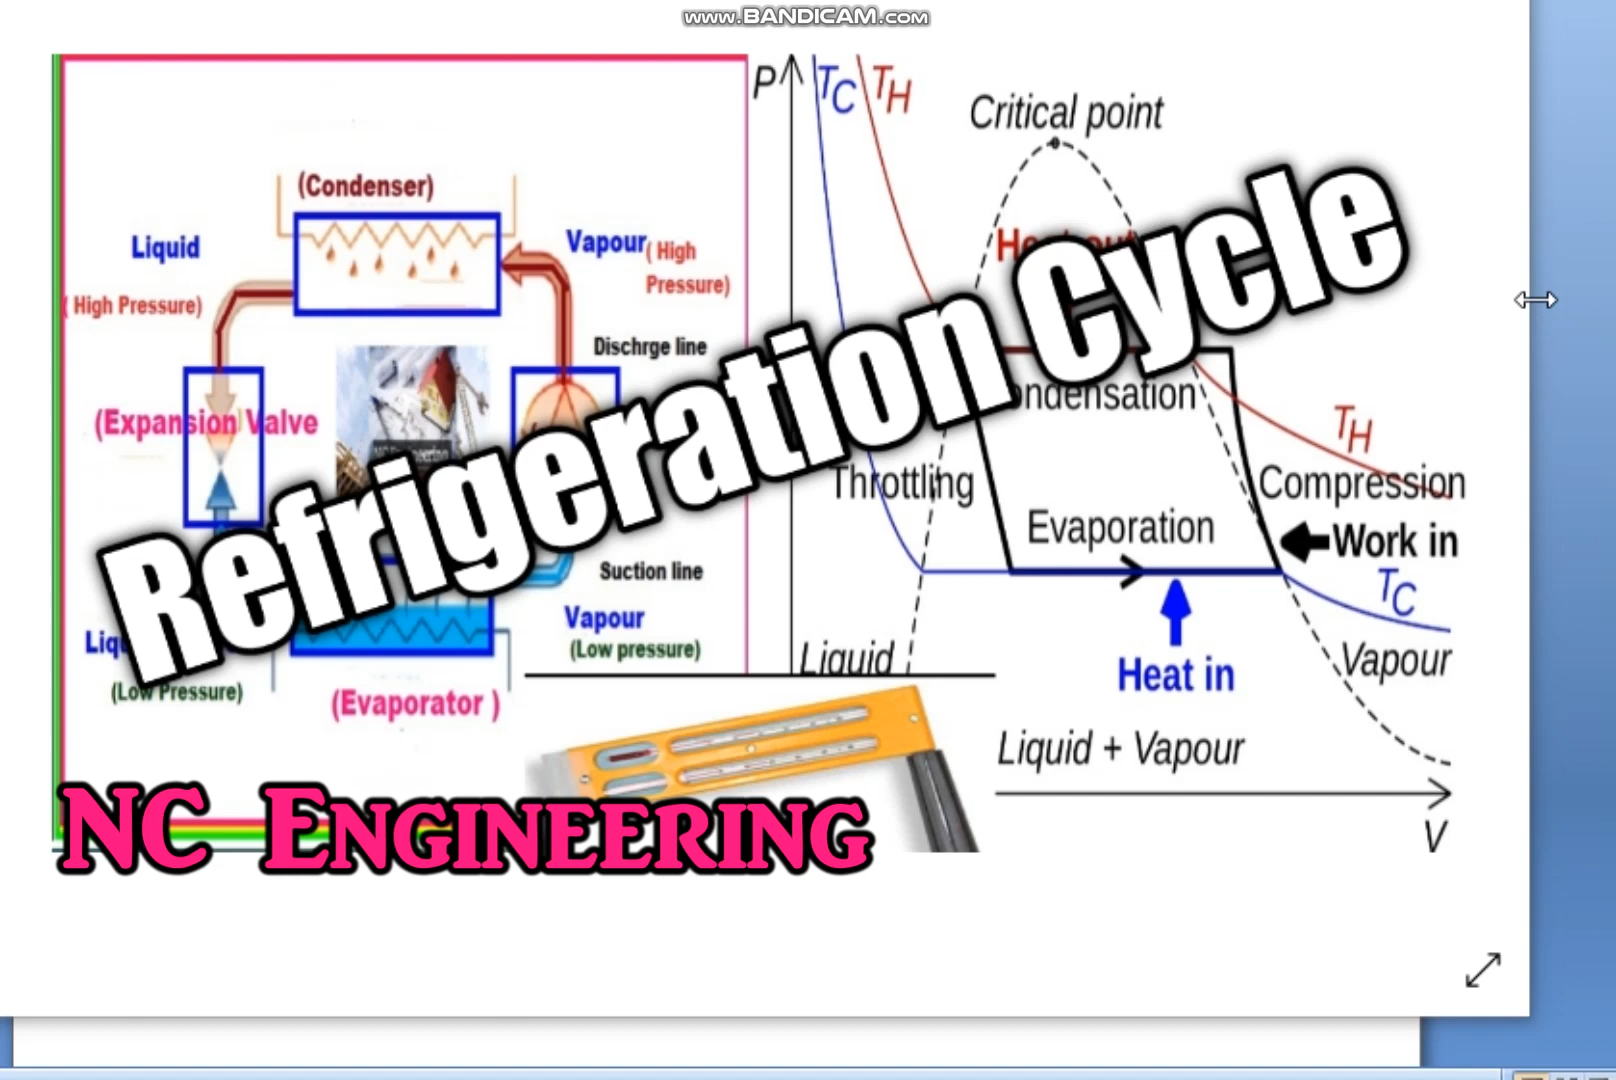 www.BANDICAM.com
P
TC
TH
Critical point
(Condenser)
Liquid
Vapour
( High
Pressure)
( High Pressure)
Dischrge line
(Expansion Valve
Refrigeration Cycle
TH
Throttling
Compression
Evaporation
Work in
Suction line
TC
Vapour
(Low pressure)
(Low Pressure)
(Evaporator )
Liquid
Heat in
Vapour
Liquid + Vapour
NC ENGINEERING
V